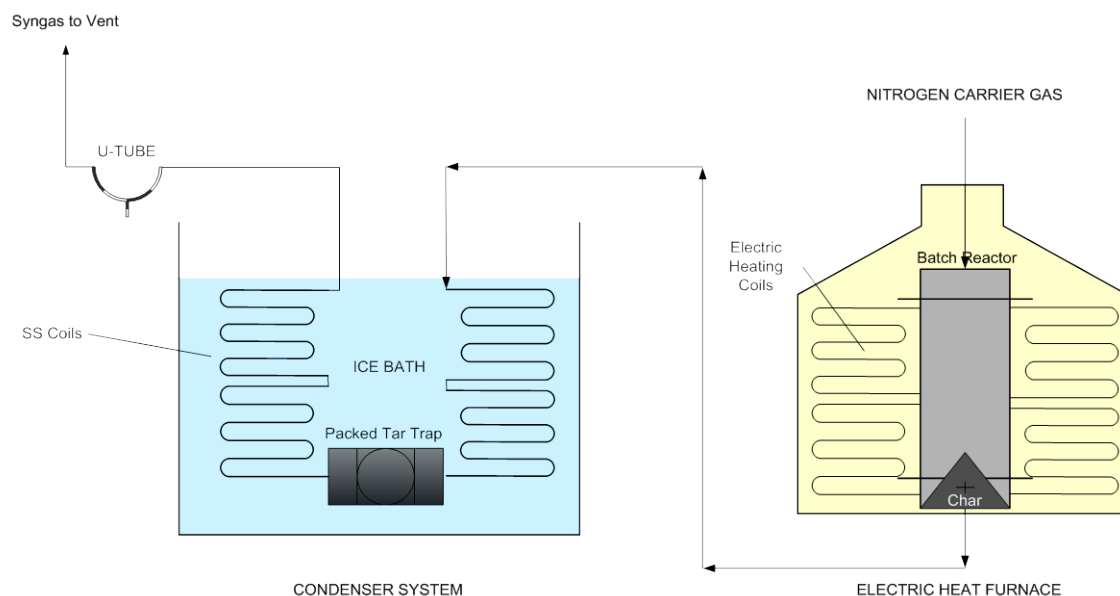 Syngas to Vent
NITROGEN CARRIER GAS
U-TUBE
Electric
Heating
Coils
Batch Reactor
SS Coils
ICE BATH
Packed Tar Trap
Char
CONDENSER SYSTEM
ELECTRIC HEAT FURNACE